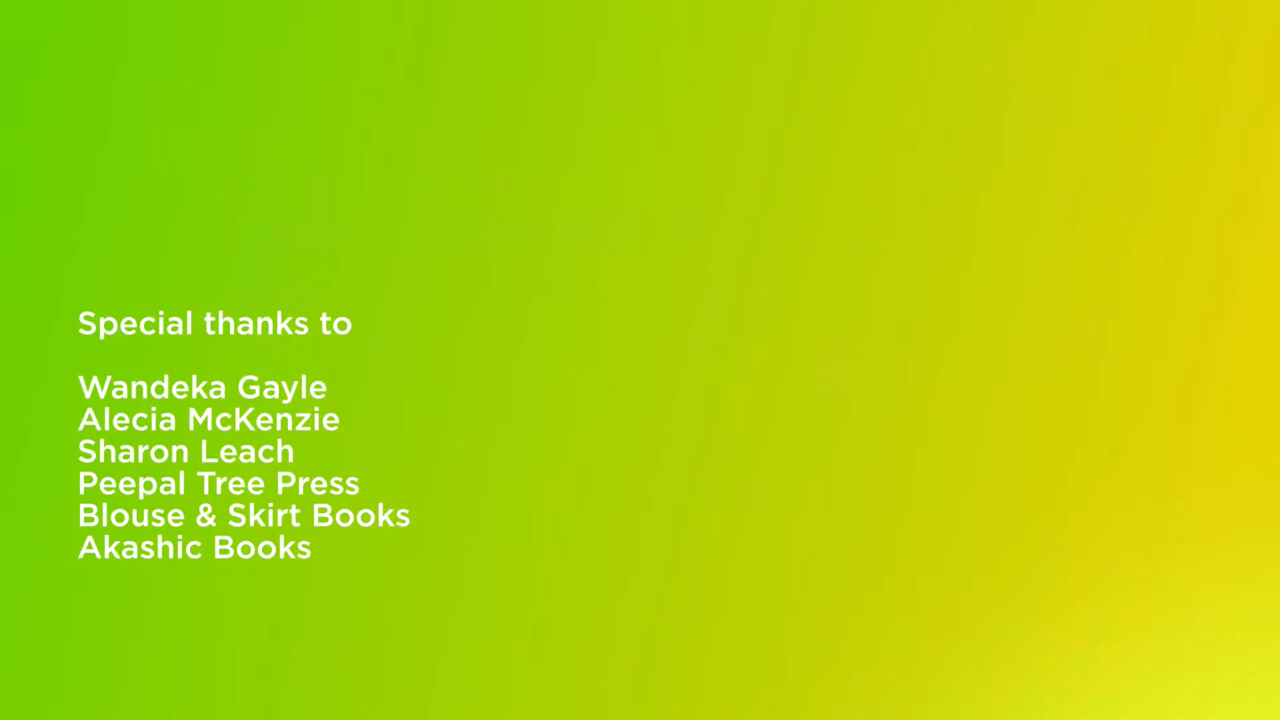 Special thanks to
Wandeka Gayle
Alecia McKenzie
Sharon Leach
Peepal Tree Press
Blouse & Skirt Books
Akashic Books